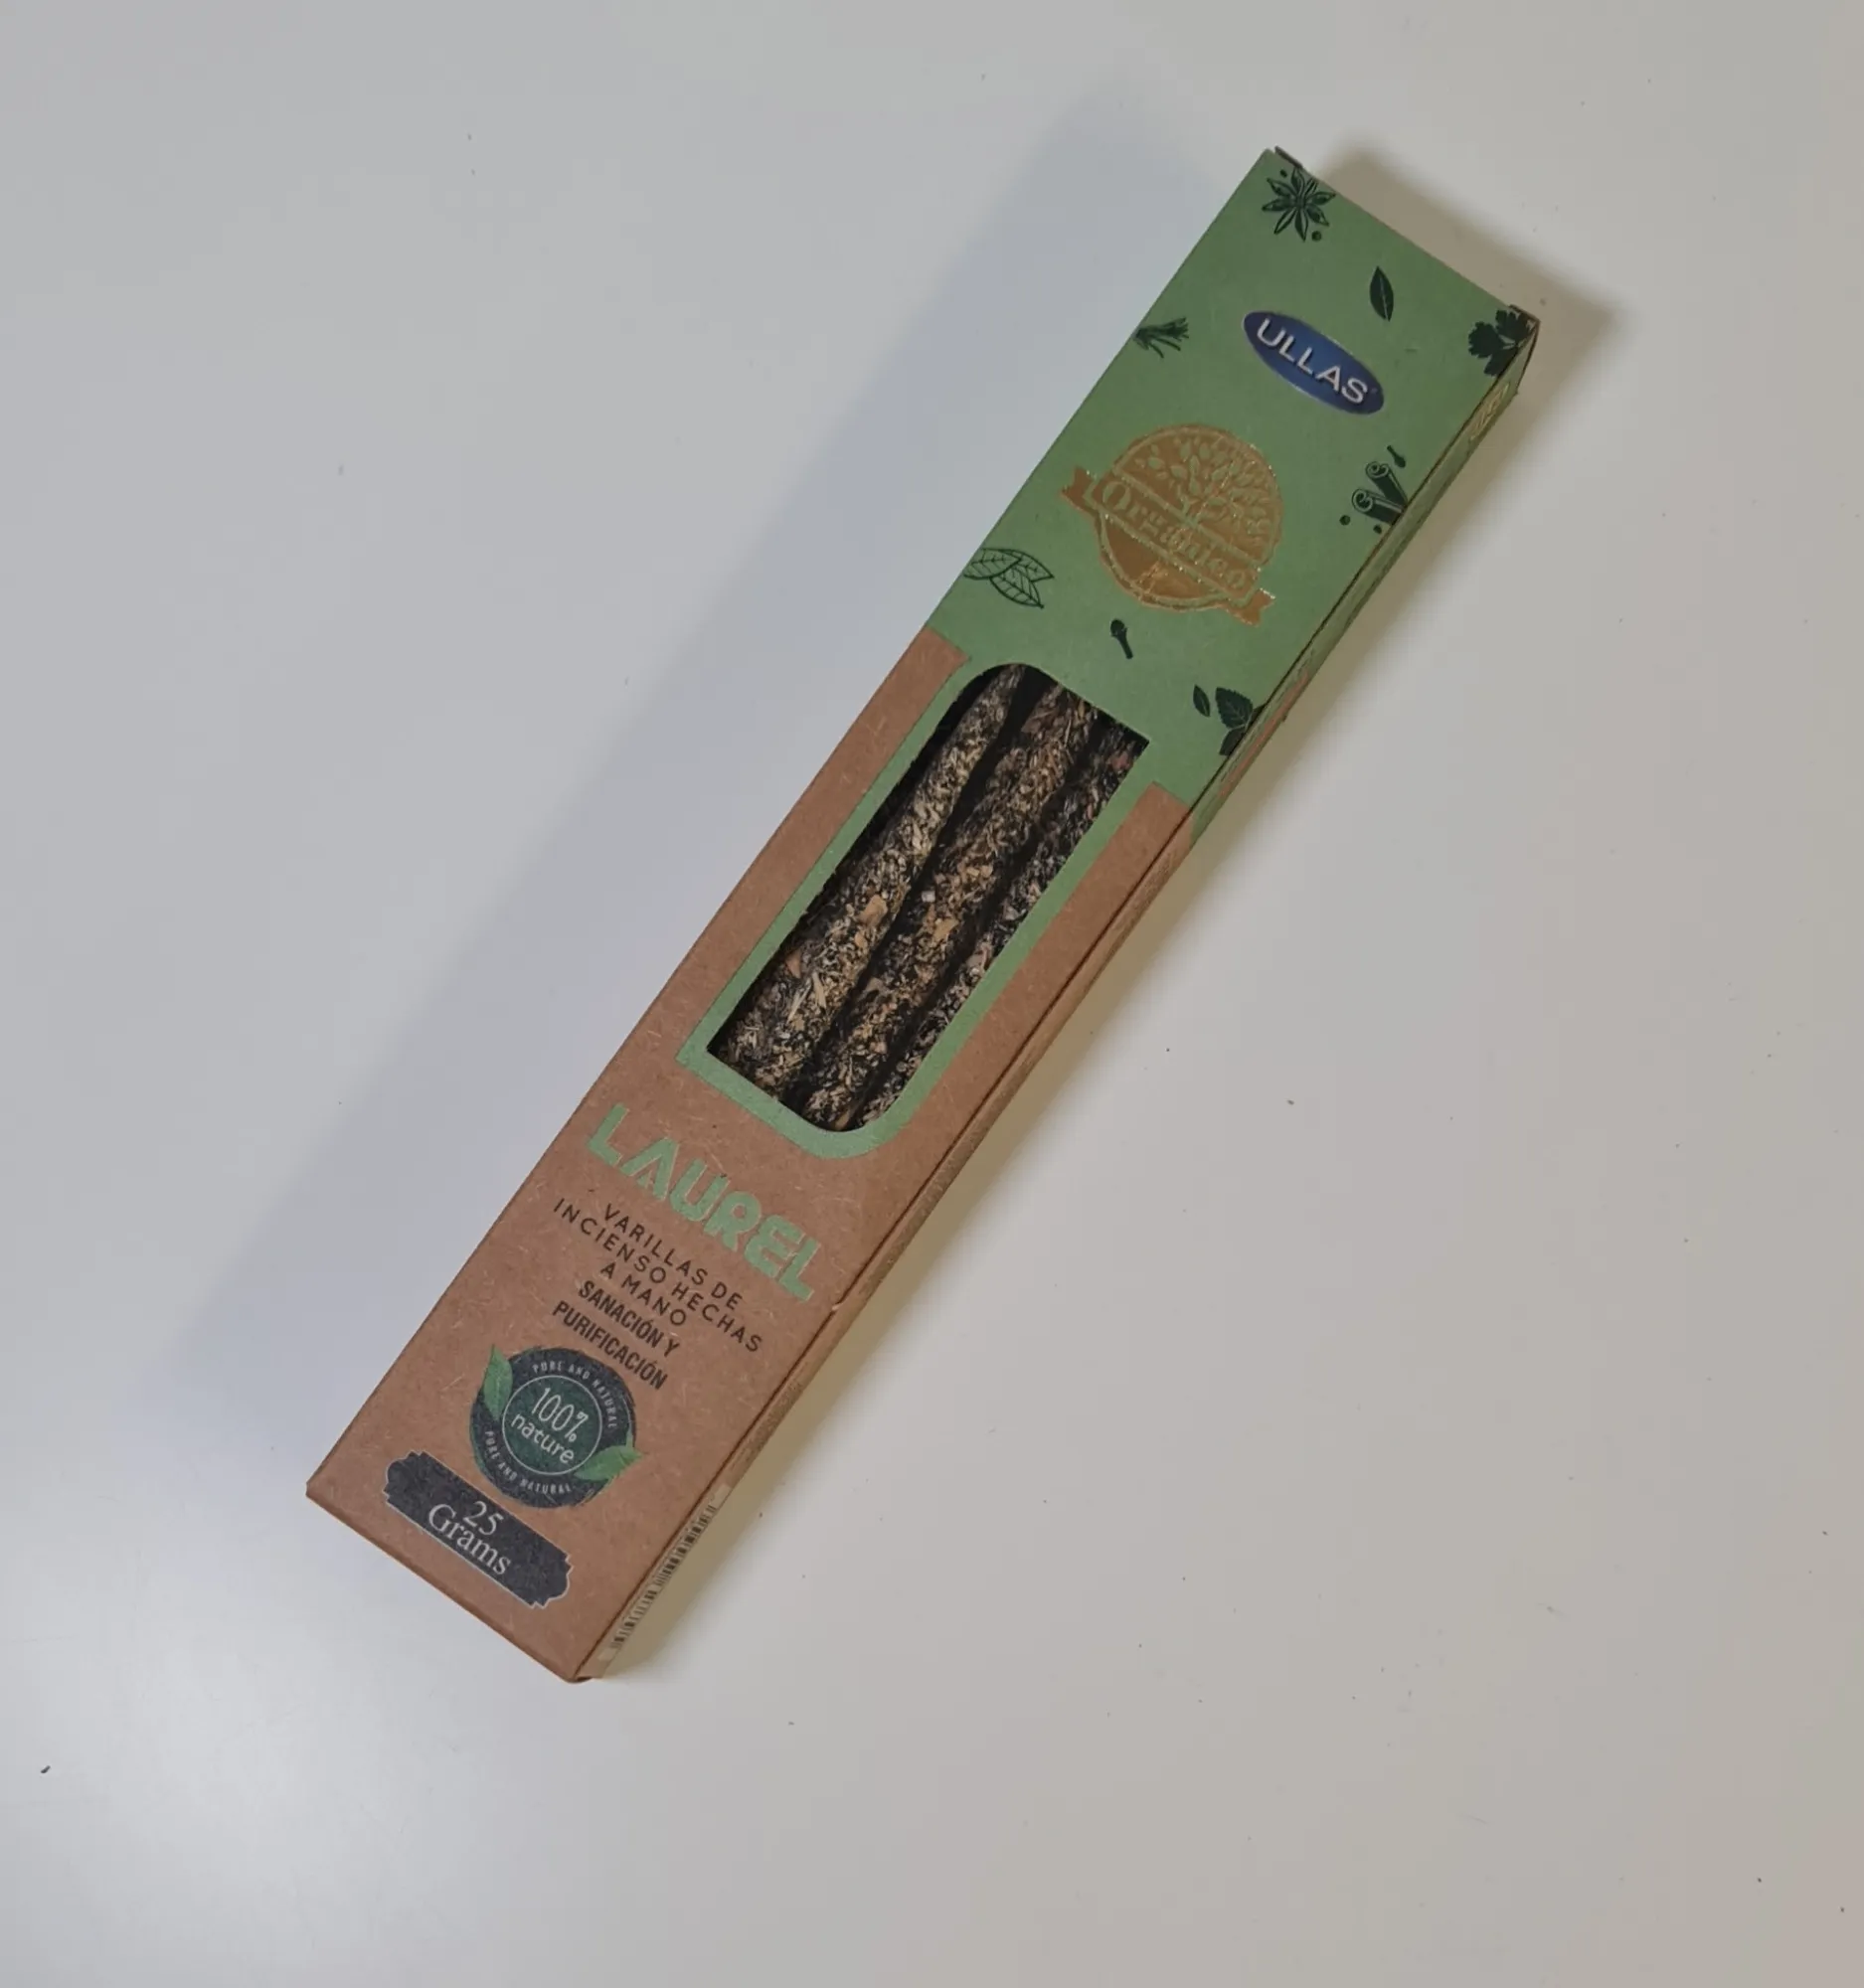 ULLAS
Orgánico
LAUREL
VARILLAS DE
INCIENSO HECHAS
A MANO
SANACIÓN Y
PURIFICACIÓN
PURE AND NATURAL
100%
nature
PURE AND NATURAL
25
Grams